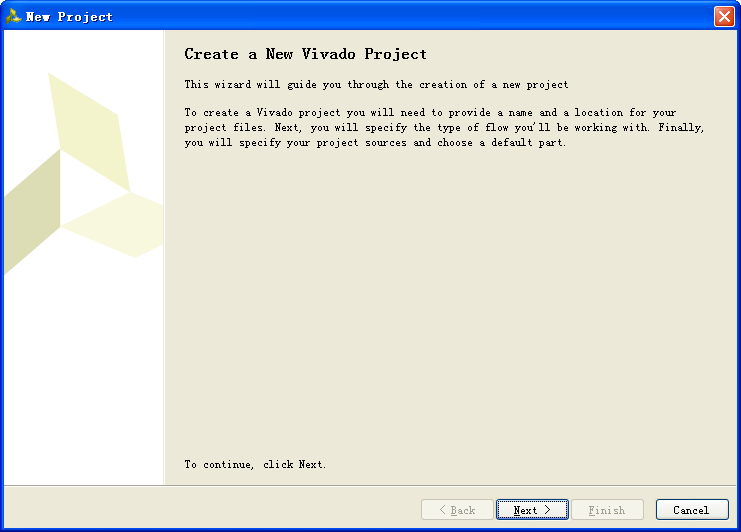 New Project
Create a New Vivado Project
This wizard will guide you through the creation of a new project
To create a Vivado project you will need to provide a name and a location for your
project files. Next, you will specify the type of flow you'll be working with. Finally,
you will specify your project sources and choose a default part.
To continue, click Next.
< Back Next > Finish Cancel